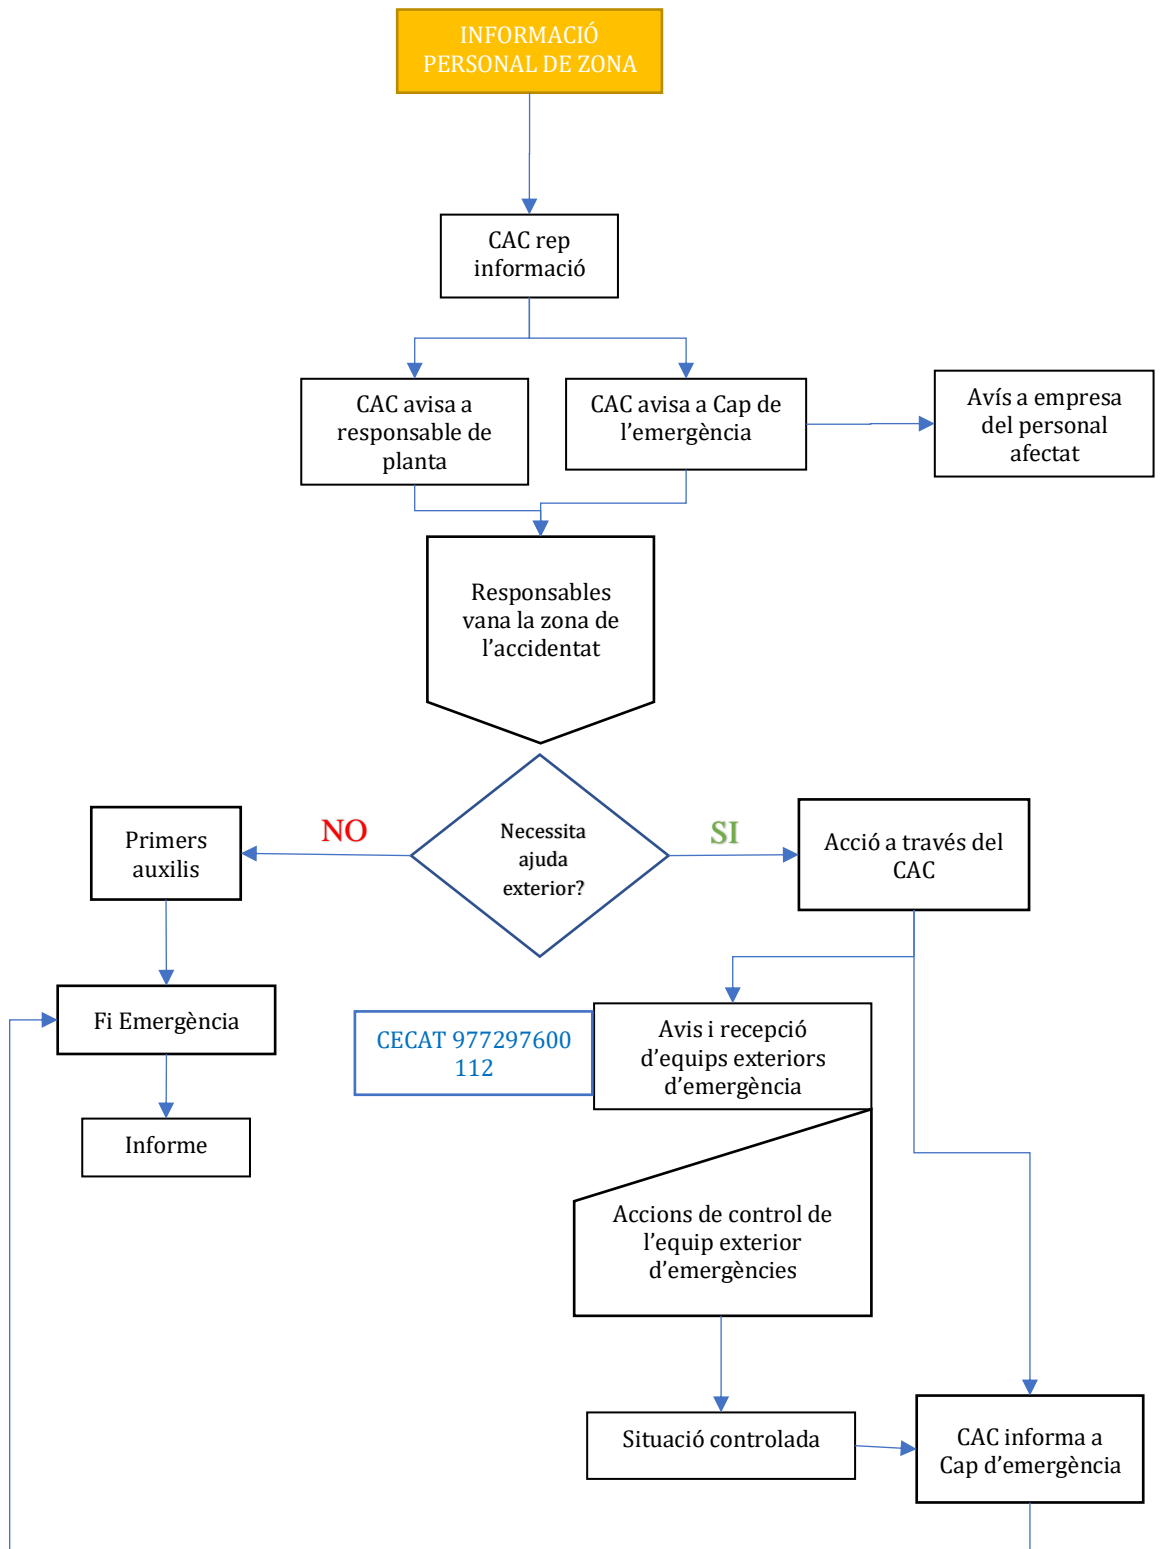 INFORMACIÓ
PERSONAL DE ZONA
CAC rep
informació
CAC avisa a
responsable de
planta
CAC avisa a Cap de
l’emergència
Avís a empresa
del personal
afectat
Responsables
vana la zona de
l’accidentat
Necessita
ajuda
exterior?
NO
SI
Primers
auxilis
Acció a través del
CAC
Fi Emergència
CECAT 977297600
112
Avis i recepció
d’equips exteriors
d’emergència
Informe
Accions de control de
l’equip exterior
d’emergències
Situació controlada
CAC informa a
Cap d’emergència